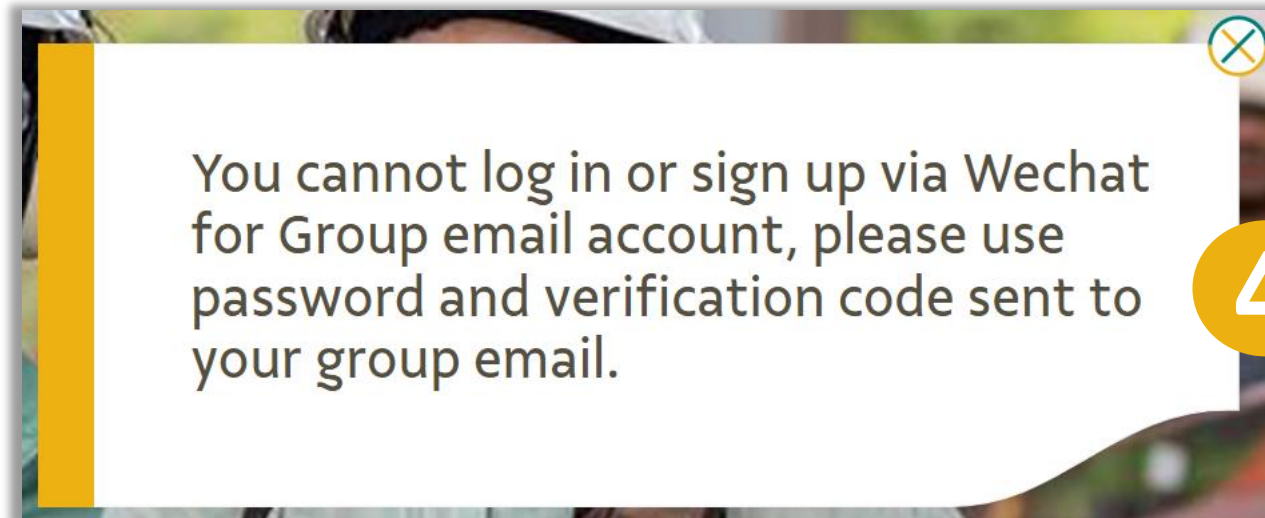 You cannot log in or sign up via Wechat
for Group email account, please use
password and verification code sent to
your group email.